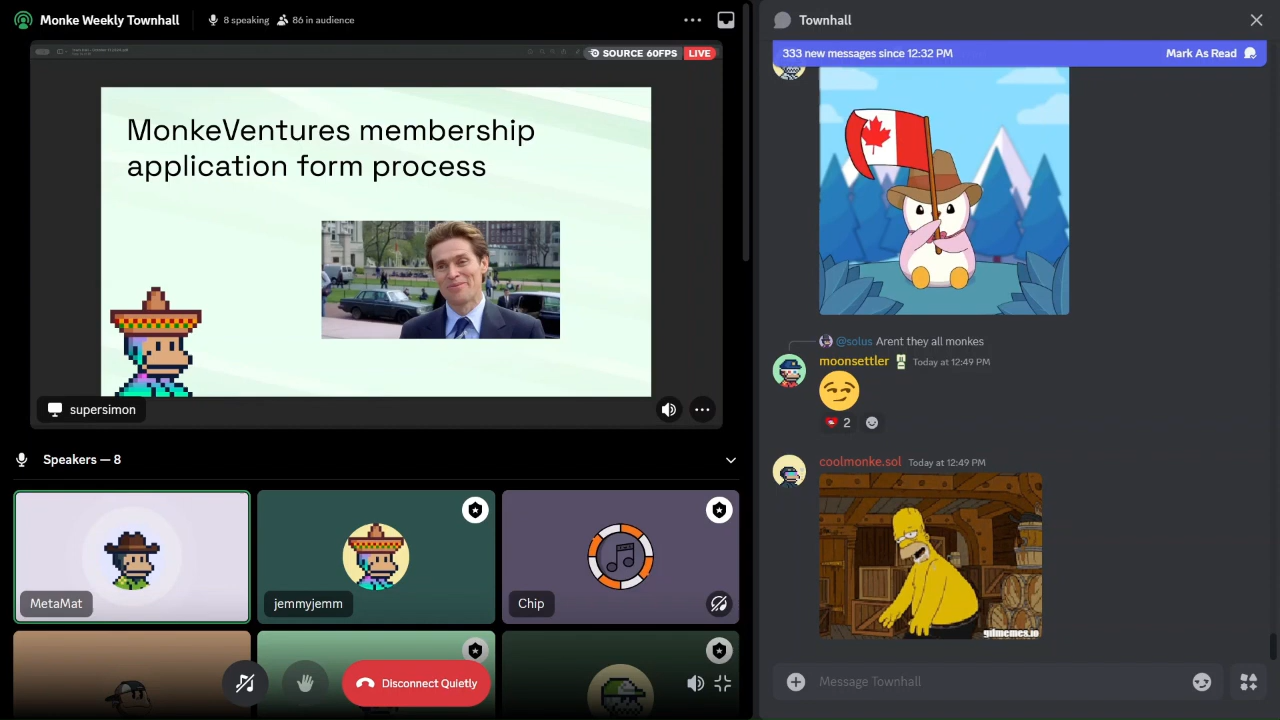 Monke Weekly Townhall
8 speaking
86 in audience
SOURCE 60FPS
LIVE
MonkeVentures membership
application form process
supersimon
Speakers — 8
MetaMat
jemmyjemm
Chip
Disconnect Quietly
Townhall
333 new messages since 12:32 PM
Mark As Read
@solus Arent they all monkes
moonsettler Today at 12:49 PM
2
coolmonke.sol Today at 12:49 PM
gifmemes.io
Message Townhall